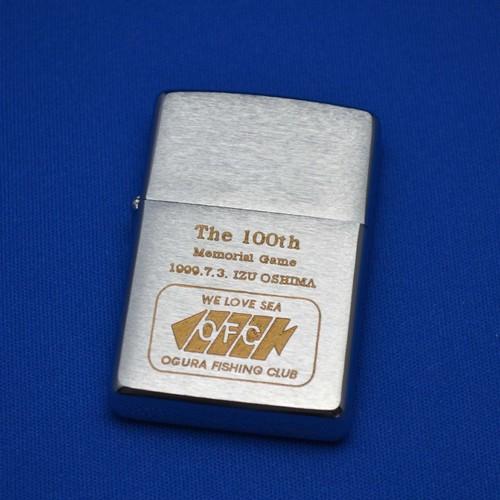 The 100th
Memorial Game
1999.7.3. IZU OSHIMA
WE LOVE SEA
OFC
OGURA FISHING CLUB